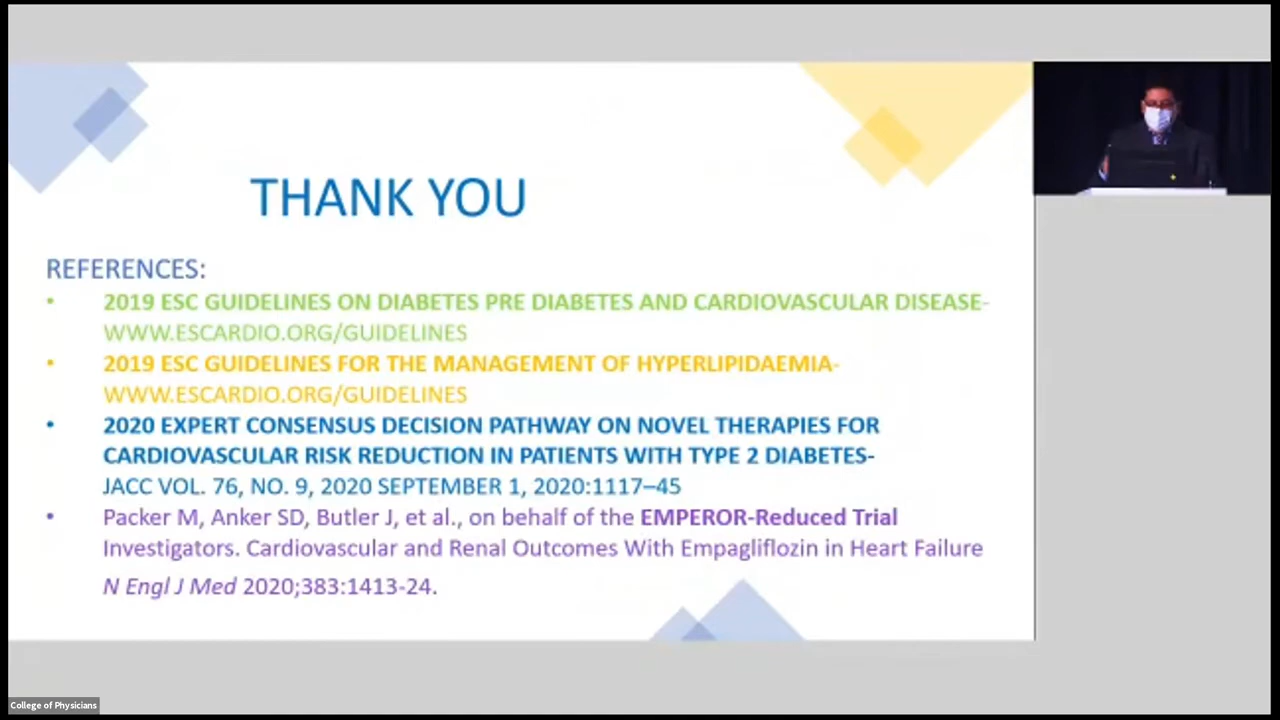 THANK YOU
REFERENCES:
• 2019 ESC GUIDELINES ON DIABETES PRE DIABETES AND CARDIOVASCULAR DISEASE-
WWW.ESCARDIO.ORG/GUIDELINES
• 2019 ESC GUIDELINES FOR THE MANAGEMENT OF HYPERLIPIDAEMIA-
WWW.ESCARDIO.ORG/GUIDELINES
• 2020 EXPERT CONSENSUS DECISION PATHWAY ON NOVEL THERAPIES FOR
CARDIOVASCULAR RISK REDUCTION IN PATIENTS WITH TYPE 2 DIABETES-
JACC VOL. 76, NO. 9, 2020 SEPTEMBER 1, 2020:1117–45
• Packer M, Anker SD, Butler J, et al., on behalf of the EMPEROR-Reduced Trial
Investigators. Cardiovascular and Renal Outcomes With Empagliflozin in Heart Failure
N Engl J Med 2020;383:1413-24.
College of Physicians